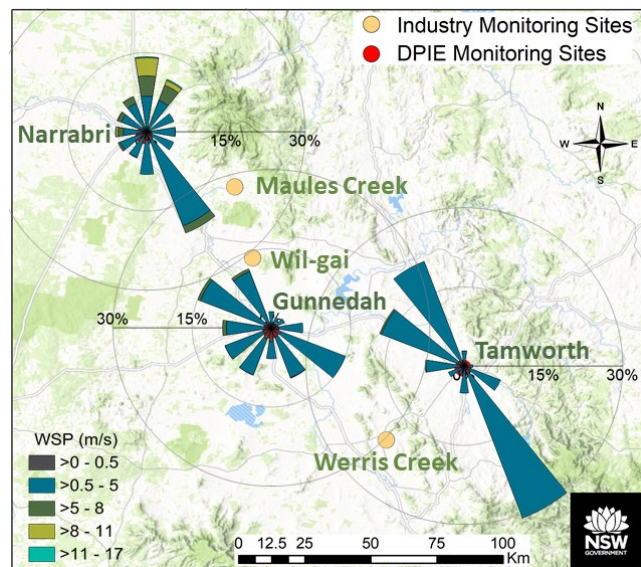 Industry Monitoring Sites
DPIE Monitoring Sites
N
W E
S
Narrabri
15% 30%
Maules Creek
Wil-gai
Gunnedah
30% 15%
Tamworth
0% 15% 30%
Werris Creek
WSP (m/s)
>0 - 0.5
>0.5 - 5
>5 - 8
>8 - 11
>11 - 17
0 12.5 25 50 75 100
Km
NSW
GOVERNMENT